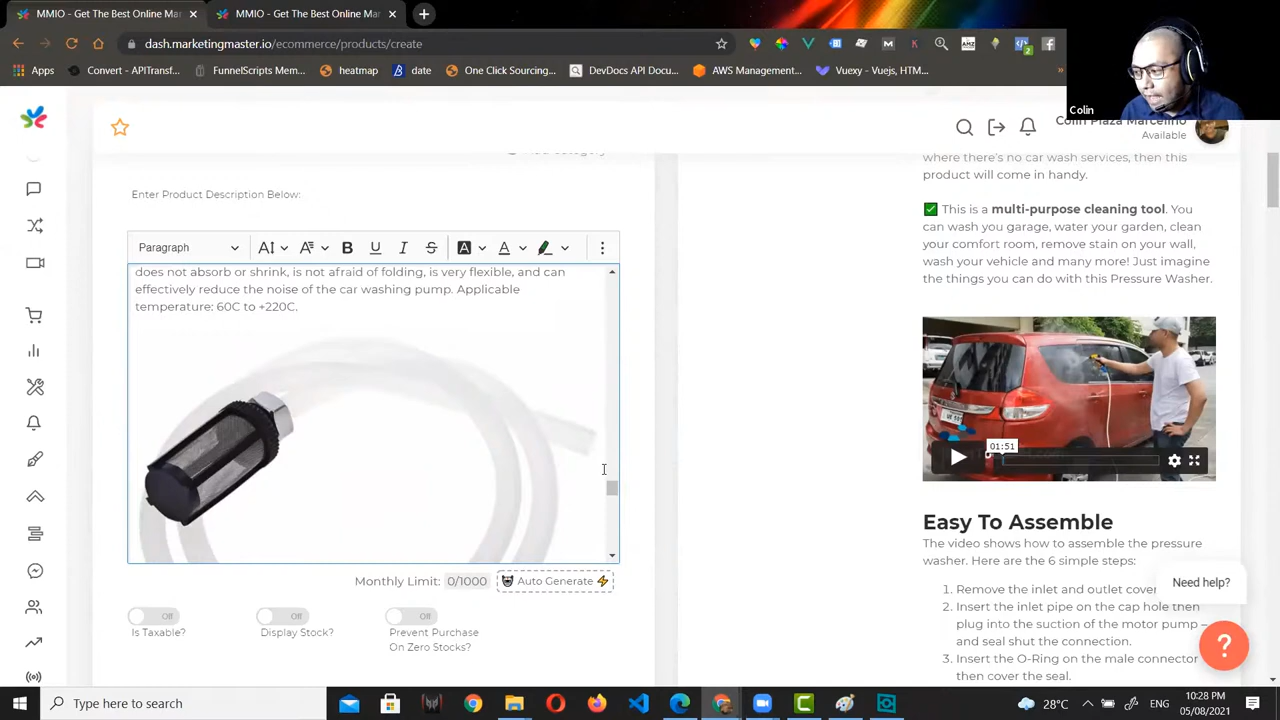 MMIO - Get The Best Online Mar
MMIO - Get The Best Online Mar
dash.marketingmaster.io/ecommerce/products/create
Apps
Convert - APITransf...
FunnelScripts Mem...
heap.io
date
One Click Sourcing...
DevDocs API Docu...
AWS Management...
Vuexy - Vuejs, HTM...
Colin
Colin Plaza Marcelino
Available
Enter Product Description Below:
Paragraph
does not absorb or shrink, is not afraid of folding, is very flexible, and can
effectively reduce the noise of the car washing pump. Applicable
temperature: 60C to +220C.
Monthly Limit: 0/1000
Auto Generate
Off
Is Taxable?
Off
Display Stock?
Off
Prevent Purchase
On Zero Stocks?
where there's no car wash services, then this
product will come in handy.
This is a multi-purpose cleaning tool. You
can wash you garage, water your garden, clean
your comfort room, remove stain on your wall,
wash your vehicle and many more! Just imagine
the things you can do with this Pressure Washer.
01:51
Easy To Assemble
The video shows how to assemble the pressure
washer. Here are the 6 simple steps:
1. Remove the inlet and outlet cover
2. Insert the inlet pipe on the cap hole then
plug into the suction of the motor pump –
and seal shut the connection.
3. Insert the O-Ring on the male connector
then cover the seal.
Need help?
?
Type here to search
28°C
ENG
10:28 PM
05/08/2021